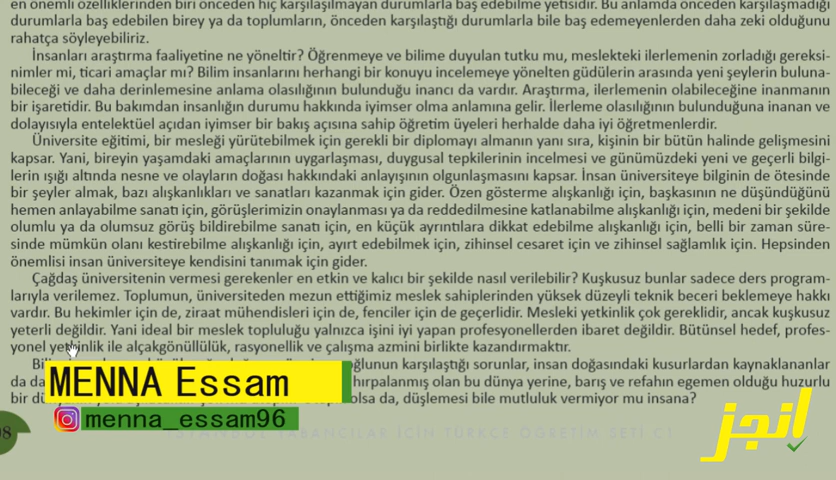 en önemli özelliklerinden biri önceden hiç karşılaşılmayan durumlarla baş edebilme yetisidir. Bu anlamda önceden karşılaşmadığı
durumlarla baş edebilen birey ya da toplumların, önceden karşılaştığı durumlarla bile baş edemeyenlerden daha zeki olduğunu
rahatça söyleyebiliriz.
İnsanları araştırma faaliyetine ne yöneltir? Öğrenmeye ve bilime duyulan tutku mu, meslekteki ilerlemenin zorladığı gereksi-
nimler mi, ticari amaçlar mı? Bilim insanlarını herhangi bir konuyu incelemeye yönelten güdülerin arasında yeni şeylerin buluna-
bileceği ve daha derinlemesine anlama olasılığının bulunduğu inancı da vardır. Araştırma, ilerlemenin olabileceğine inanmanın
bir işaretidir. Bu bakımdan insanlığın durumu hakkında iyimser olma anlamına gelir. İlerleme olasılığının bulunduğuna inanan ve
dolayısıyla entelektüel açıdan iyimser bir bakış açısına sahip öğretim üyeleri herhalde daha iyi öğretmenlerdir.
Üniversite eğitimi, bir mesleği yürütebilmek için gerekli bir diplomayı almanın yanı sıra, kişinin bir bütün halinde gelişmesini
kapsar. Yani, bireyin yaşamdaki amaçlarının uygarlaşması, duygusal tepkilerinin incelmesi ve günümüzdeki yeni ve geçerli bilgi-
lerin ışığı altında nesne ve olayların doğası hakkındaki anlayışının olgunlaşmasını kapsar. İnsan üniversiteye bilginin de ötesinde
bir şeyler almak, bazı alışkanlıkları ve sanatları kazanmak için gider. Özen gösterme alışkanlığı için, başkasının ne düşündüğünü
hemen anlayabilme sanatı için, görüşlerimizin onaylanması ya da reddedilmesine katlanabilme alışkanlığı için, medeni bir şekilde
olumlu ya da olumsuz görüş bildirebilme sanatı için, en küçük ayrıntılara dikkat edebilme alışkanlığı için, belli bir zaman süre-
sinde mümkün olanı kestirebilme alışkanlığı için, ayırt edebilmek için, zihinsel cesaret için ve zihinsel sağlamlık için. Hepsinden
önemlisi insan üniversiteye kendisini tanımak için gider.
Çağdaş üniversitenin vermesi gerekenler en etkin ve kalıcı bir şekilde nasıl verilebilir? Kuşkusuz bunlar sadece ders program-
larıyla verilemez. Toplumun, üniversiteden mezun ettiğimiz meslek sahiplerinden yüksek düzeyli teknik beceri beklemeye hakkı
vardır. Bu hekimler için de, ziraat mühendisleri için de, fenciler için de geçerlidir. Mesleki yetkinlik çok gereklidir, ancak kuşkusuz
yeterli değildir. Yani ideal bir meslek topluluğu yalnızca işini iyi yapan profesyonellerden ibaret değildir. Bütünsel hedef, profes-
yonel yetkinlik ile alçakgönüllülük, rasyonellik ve çalışma azmini birlikte kazandırmaktır.
oğlunun karşılaştığı sorunlar, insan doğasındaki kusurlardan kaynaklananlar
da da hırpalanmış olan bu dünya yerine, barış ve refahın egemen olduğu huzurlu
bir olsa da, düşlemesi bile mutluluk vermiyor mu insana?
MENNA Essam
menna_essam96
İSTANBUL YABANCILAR İÇİN TÜRKÇE ÖĞRETİM SETİ C1
انجز